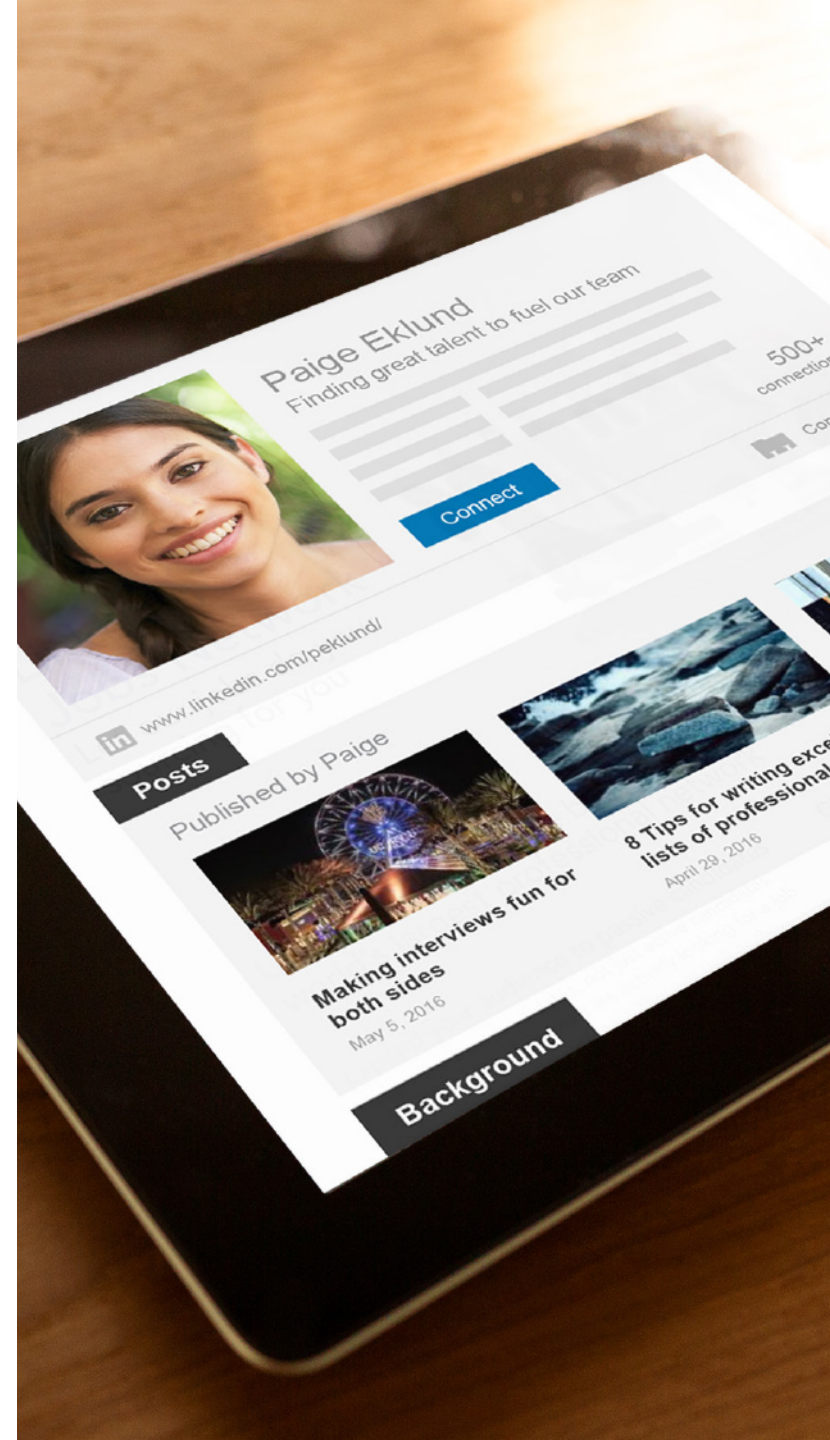 Paige Eklund
Finding great talent to fuel our team
500+
Connect
in www.linkedin.com/peklund/
Posts
Published by Paige
Making interviews fun for
both sides
May 5, 2016
8 Tips for writing
lists of professional
April 29, 2016
Background